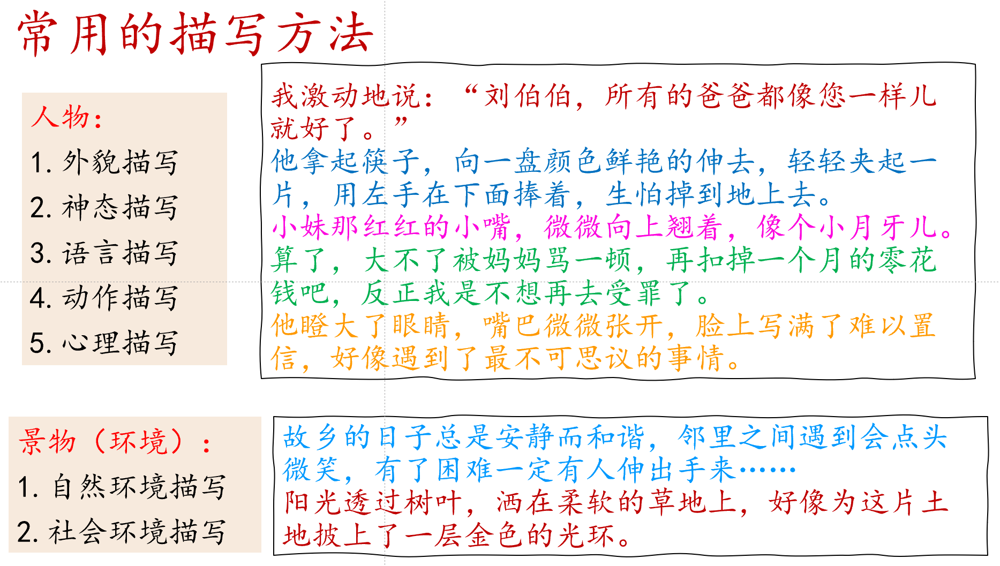 常用的描写方法
人物：
1. 外貌描写
2. 神态描写
3. 语言描写
4. 动作描写
5. 心理描写
我激动地说：“刘伯伯，所有的爸爸都像您一样儿
就好了。”
他拿起筷子，向一盘颜色鲜艳的伸去，轻轻夹起一
片，用左手在下面捧着，生怕掉到地上去。
小妹那红红的小嘴，微微向上翘着，像个小月牙儿。
算了，大不了被妈妈骂一顿，再扣掉一个月的零花
钱吧，反正我是不想再去受罪了。
他瞪大了眼睛，嘴巴微微张开，脸上写满了难以置
信，好像遇到了最不可思议的事情。
景物（环境）：
1. 自然环境描写
2. 社会环境描写
故乡的日子总是安静而和谐，邻里之间遇到会点头
微笑，有了困难一定有人伸出手来……
阳光透过树叶，洒在柔软的草地上，好像为这片土
地披上了一层金色的光环。